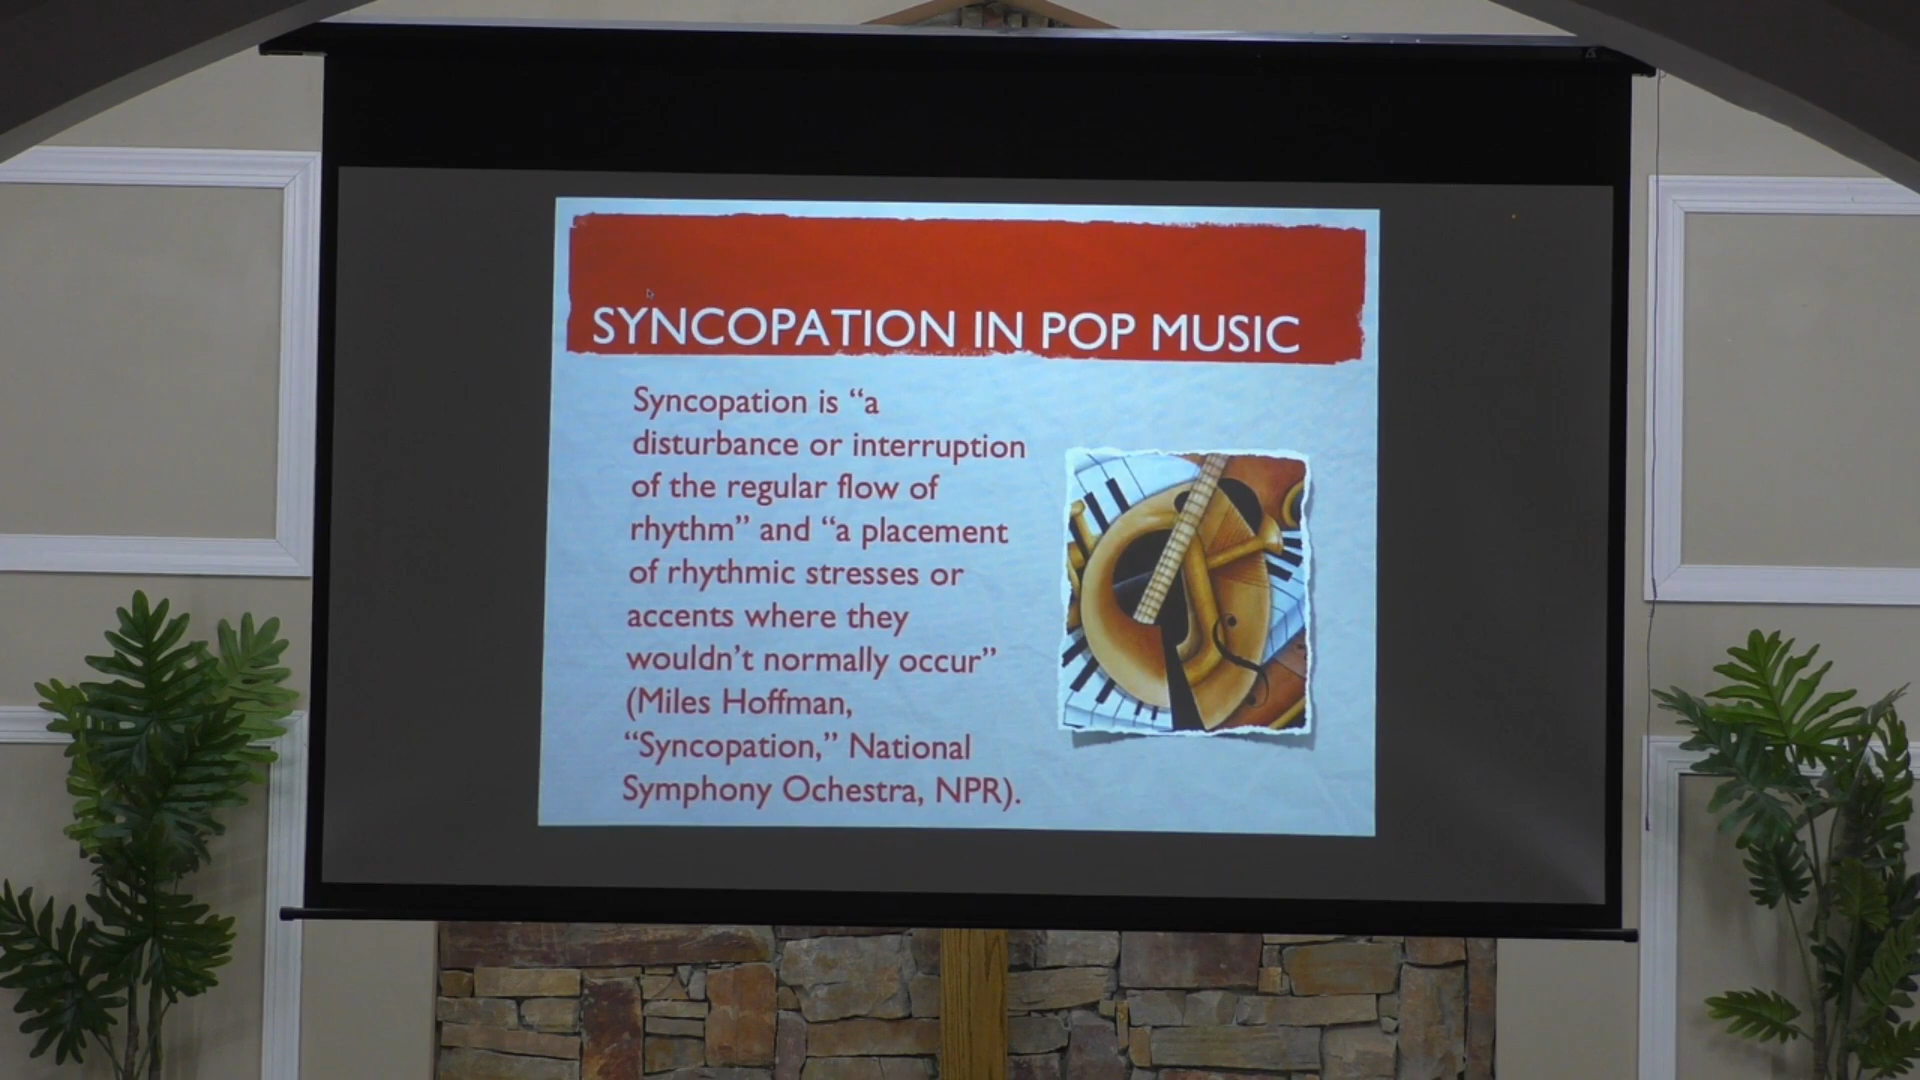 SYNCOPATION IN POP MUSIC
Syncopation is “a
disturbance or interruption
of the regular flow of
rhythm” and “a placement
of rhythmic stresses or
accents where they
wouldn’t normally occur”
(Miles Hoffman,
“Syncopation,” National
Symphony Ochestra, NPR).